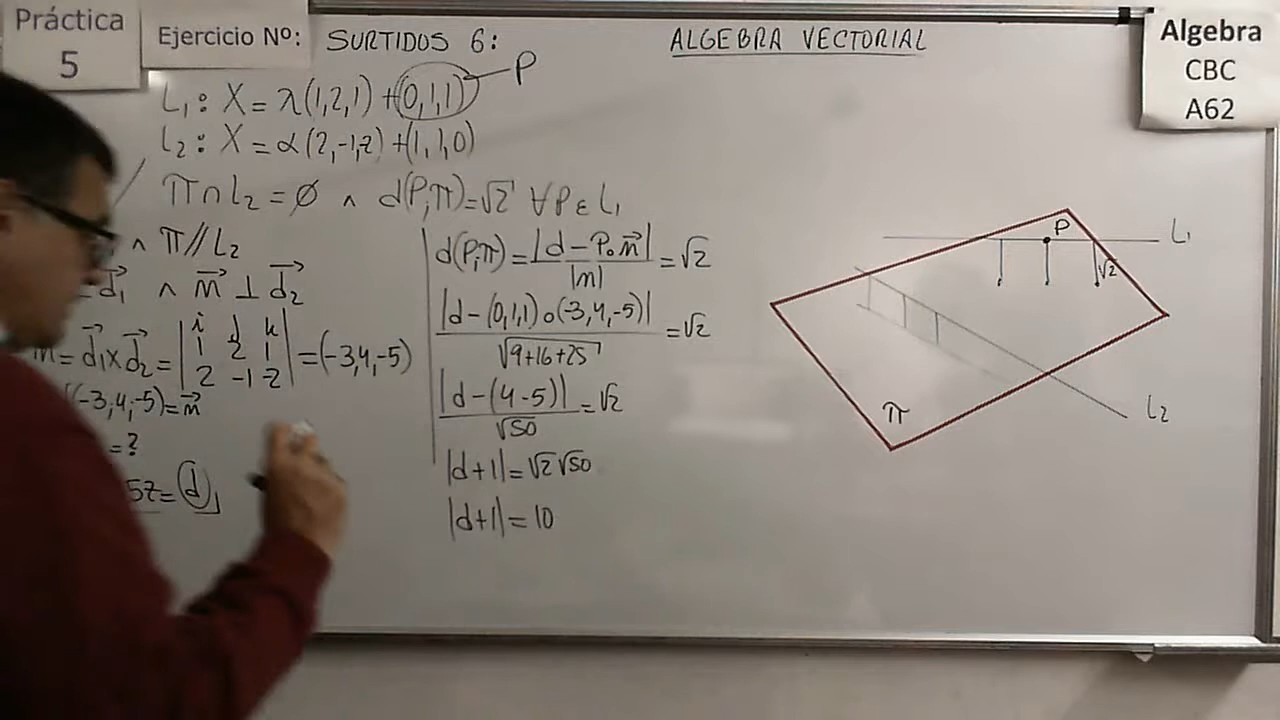 Práctica
5
Ejercicio Nº:
SURTIDOS 6:
ALGEBRA VECTORIAL
Algebra
CBC
A62
L₁: X = λ(1,2,1) + (0,1,1) — P
L₂: X = α(2,-1,-2) + (1,1,0)
π∩L₂ = ∅ ∧ d(P,π) = √2 ∀P ε L₁
∧ π // L₂
d₁ ∧ n ⊥ d₂
n = d₁ x d₂ = | i j k | = (-3,4,-5)
1 2 1
2 -1 -2
(-3,4,-5) = n
= ?
5z = d
d(P,π) = |d - P∘n| / |n| = √2
|d - (0,1,1)∘(-3,4,-5)| / √(9+16+25) = √2
|d - (4-5)| / √50 = √2
|d+1| = √2 √50
|d+1| = 10
L₁
P
√2
π
L₂